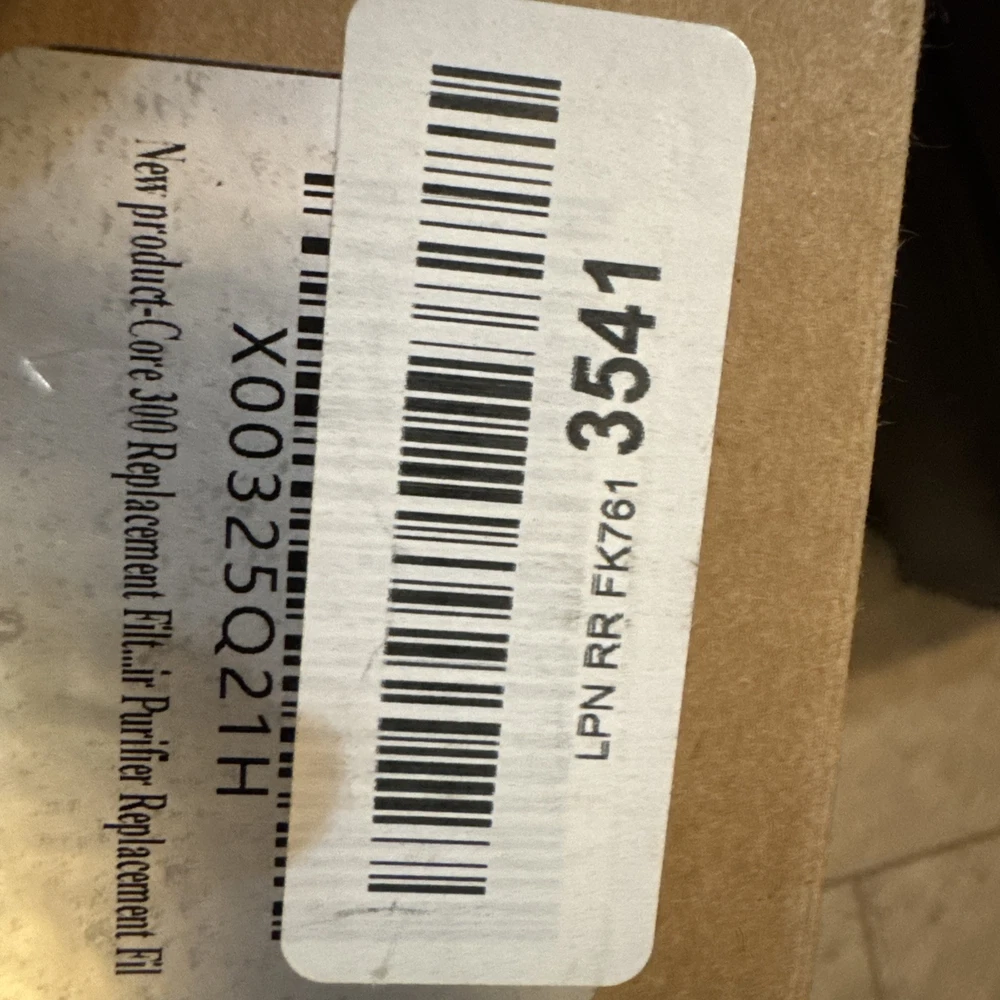 LPN RR FK761 3541
X00325Q21H
New product-Core 300 Replacement Filt...ir Purifier Replacement Fil